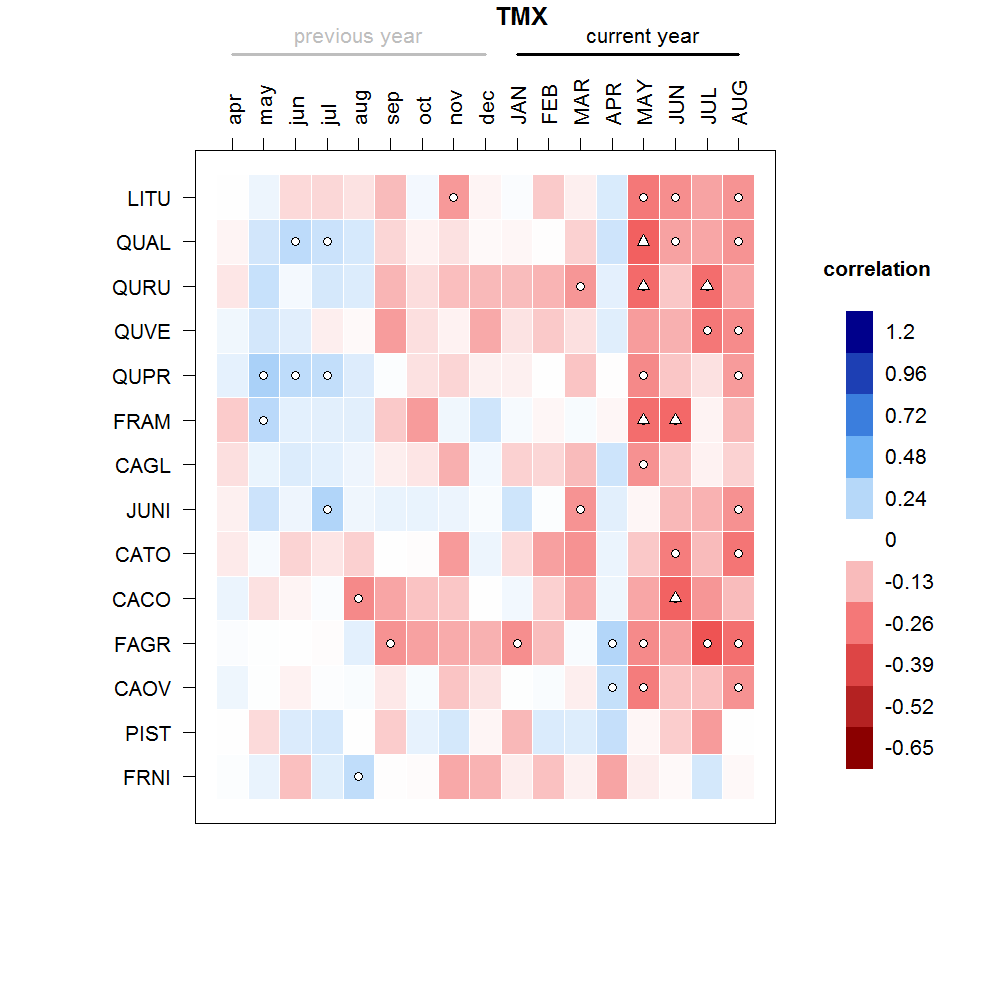 TMX
previous year current year
apr may jun jul aug sep oct nov dec JAN FEB MAR APR MAY JUN JUL AUG
LITU
QUAL
QURU
QUVE
QUPR
FRAM
CAGL
JUNI
CATO
CACO
FAGR
CAOV
PIST
FRNI
correlation
1.2
0.96
0.72
0.48
0.24
0
-0.13
-0.26
-0.39
-0.52
-0.65